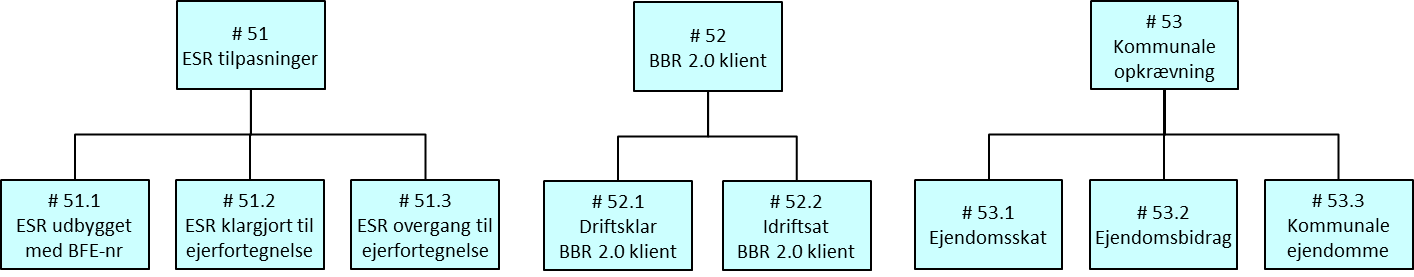 # 51
ESR tilpasninger
# 52
BBR 2.0 klient
# 53
Kommunale
opkrævning
# 51.1
ESR udbygget
med BFE-nr
# 51.2
ESR klargjort til
ejerfortegnelse
# 51.3
ESR overgang til
ejerfortegnelse
# 52.1
Driftsklar
BBR 2.0 klient
# 52.2
Idriftsat
BBR 2.0 klient
# 53.1
Ejendomsskat
# 53.2
Ejendomsbidrag
# 53.3
Kommunale
ejendomme